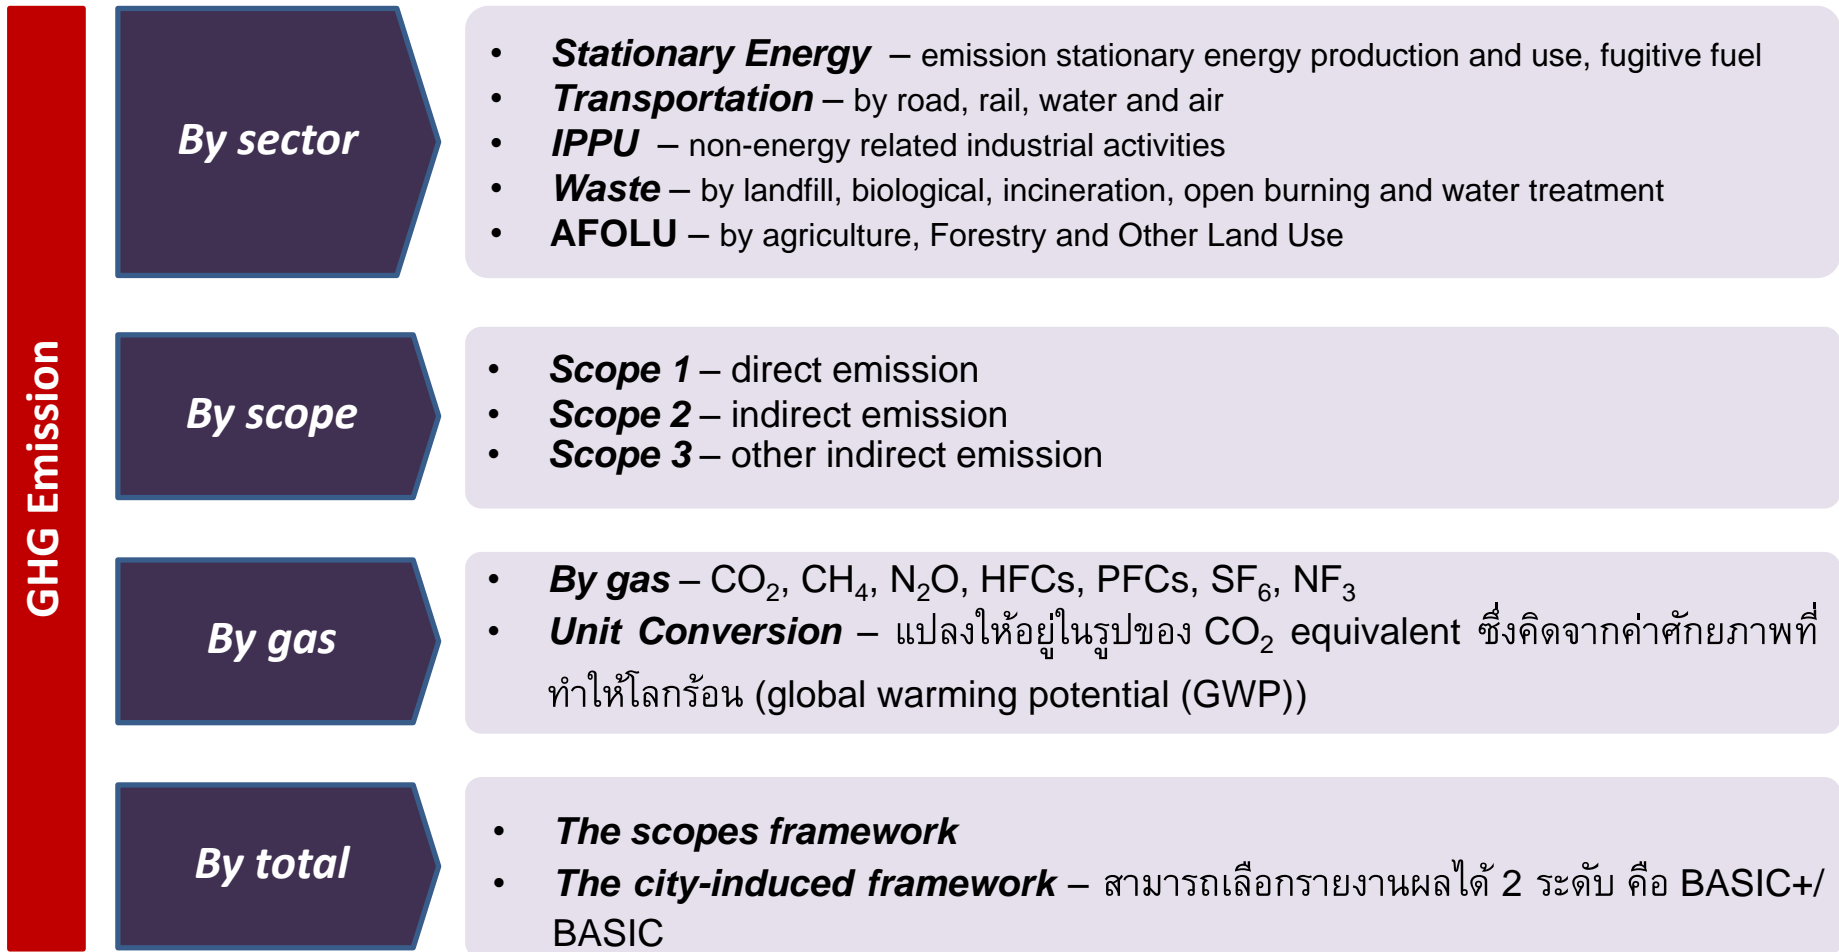 GHG Emission
By sector
• Stationary Energy – emission stationary energy production and use, fugitive fuel
• Transportation – by road, rail, water and air
• IPPU – non-energy related industrial activities
• Waste – by landfill, biological, incineration, open burning and water treatment
• AFOLU – by agriculture, Forestry and Other Land Use
By scope
• Scope 1 – direct emission
• Scope 2 – indirect emission
• Scope 3 – other indirect emission
By gas
• By gas – CO₂, CH₄, N₂O, HFCs, PFCs, SF₆, NF₃
• Unit Conversion – แปลงให้อยู่ในรูปของ CO₂ equivalent ซึ่งคิดจากค่าศักยภาพที่
ทำให้โลกร้อน (global warming potential (GWP))
By total
• The scopes framework
• The city-induced framework – สามารถเลือกรายงานผลได้ 2 ระดับ คือ BASIC+/
BASIC